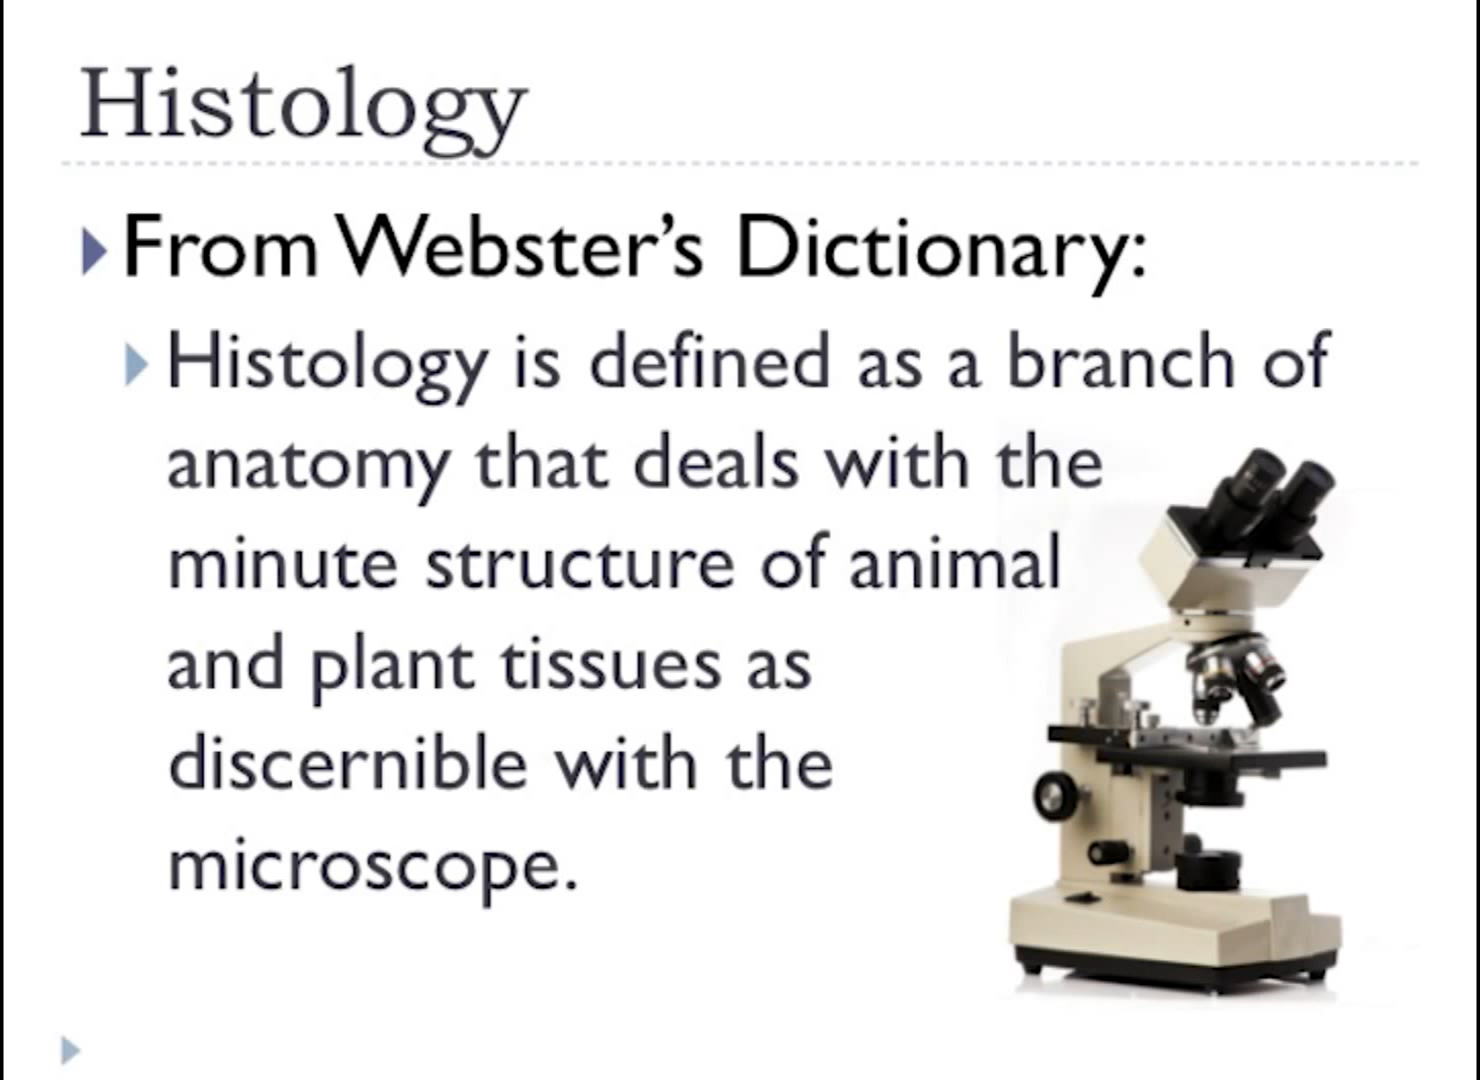 Histology
From Webster’s Dictionary:
Histology is defined as a branch of
anatomy that deals with the
minute structure of animal
and plant tissues as
discernible with the
microscope.